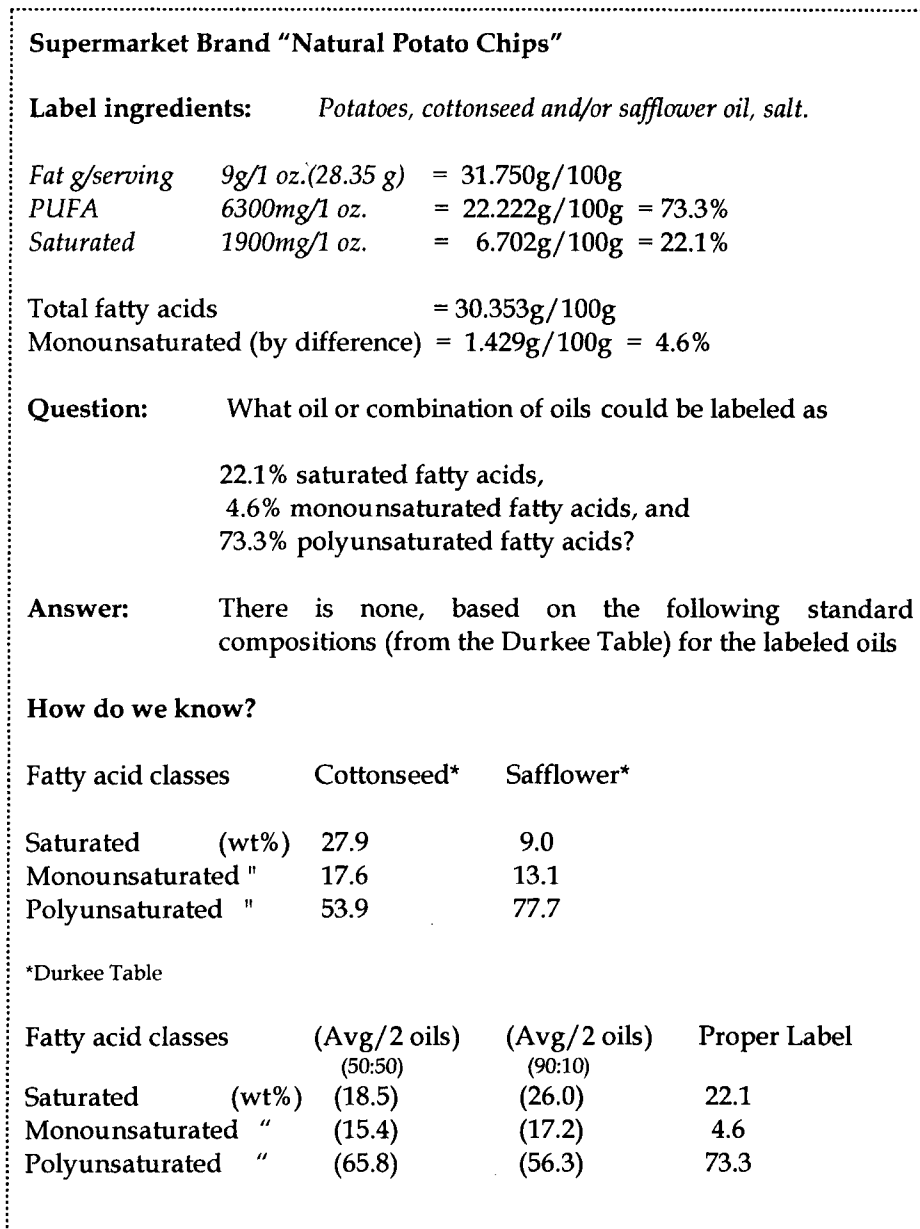 Supermarket Brand “Natural Potato Chips”
Label ingredients: Potatoes, cottonseed and/or safflower oil, salt.
Fat g/serving 9g/1 oz.(28.35 g) = 31.750g/100g
PUFA 6300mg/1 oz. = 22.222g/100g = 73.3%
Saturated 1900mg/1 oz. = 6.702g/100g = 22.1%
Total fatty acids = 30.353g/100g
Monounsaturated (by difference) = 1.429g/100g = 4.6%
Question: What oil or combination of oils could be labeled as
22.1% saturated fatty acids,
4.6% monounsaturated fatty acids, and
73.3% polyunsaturated fatty acids?
Answer: There is none, based on the following standard
compositions (from the Durkee Table) for the labeled oils
How do we know?
Fatty acid classes Cottonseed* Safflower*
Saturated (wt%) 27.9 9.0
Monounsaturated " 17.6 13.1
Polyunsaturated " 53.9 77.7
*Durkee Table
Fatty acid classes (Avg/2 oils) (Avg/2 oils) Proper Label
(50:50) (90:10)
Saturated (wt%) (18.5) (26.0) 22.1
Monounsaturated “ (15.4) (17.2) 4.6
Polyunsaturated “ (65.8) (56.3) 73.3